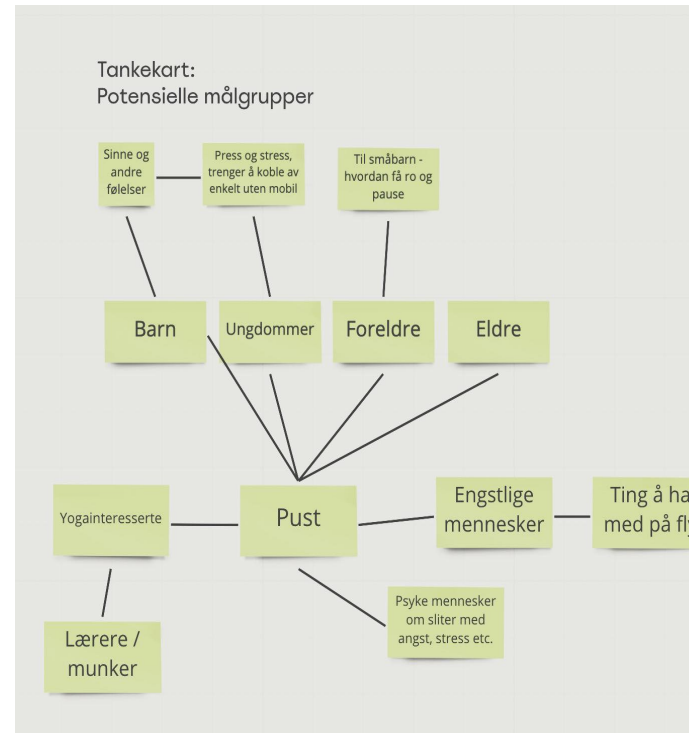 Tankekart:
Potensielle målgrupper
Sinne og
andre
følelser
Press og stress,
trenger å koble av
enkelt uten mobil
Til småbarn -
hvordan få ro og
pause
Barn
Ungdommer
Foreldre
Eldre
Yogainteresserte
Pust
Engstlige
mennesker
Ting å ha
med på
Psyke mennesker
om sliter med
angst, stress etc.
Lærere /
munker